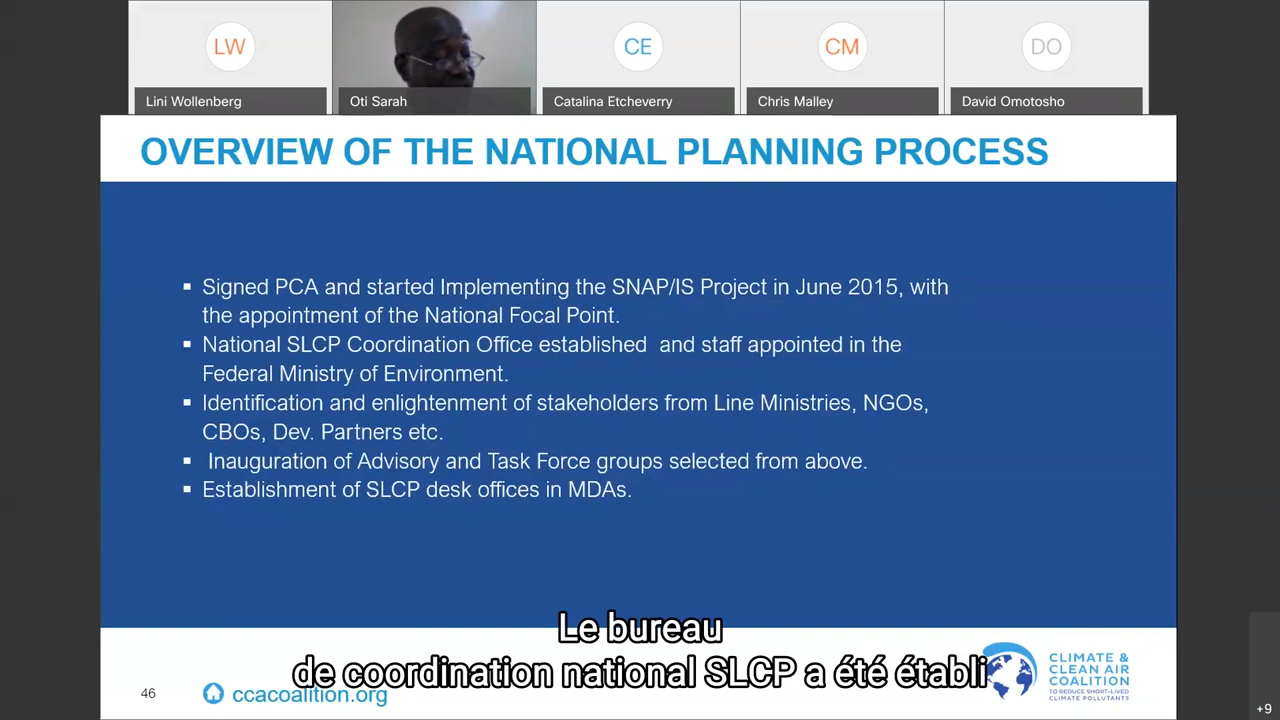 LW
CE
CM
DO
Lini Wollenberg
Oti Sarah
Catalina Etcheverry
Chris Malley
David Omotosho
OVERVIEW OF THE NATIONAL PLANNING PROCESS
▪ Signed PCA and started Implementing the SNAP/IS Project in June 2015, with
the appointment of the National Focal Point.
▪ National SLCP Coordination Office established and staff appointed in the
Federal Ministry of Environment.
▪ Identification and enlightenment of stakeholders from Line Ministries, NGOs,
CBOs, Dev. Partners etc.
▪ Inauguration of Advisory and Task Force groups selected from above.
▪ Establishment of SLCP desk offices in MDAs.
Le bureau
de coordination national SLCP a été établi
46
ccacoalition.org
CLIMATE &
CLEAN AIR
COALITION
TO REDUCE SHORT-LIVED
CLIMATE POLLUTANTS
+9